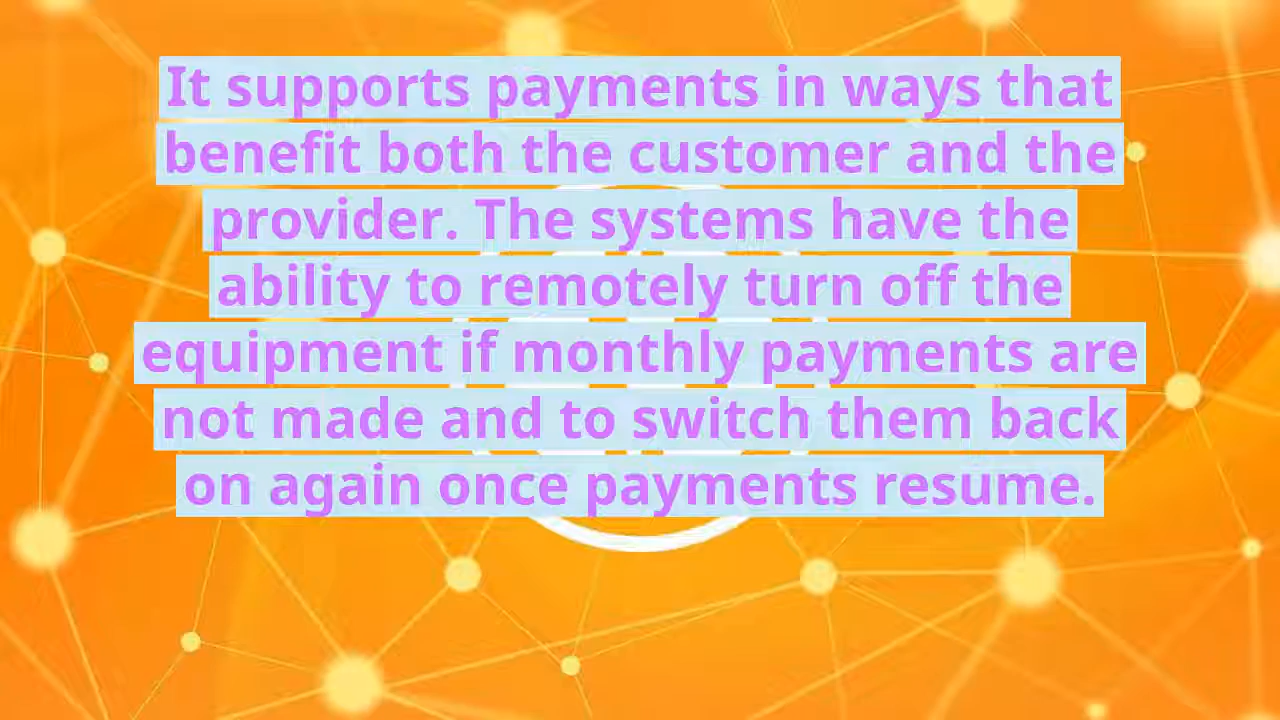 It supports payments in ways that
benefit both the customer and the
provider. The systems have the
ability to remotely turn off the
equipment if monthly payments are
not made and to switch them back
on again once payments resume.